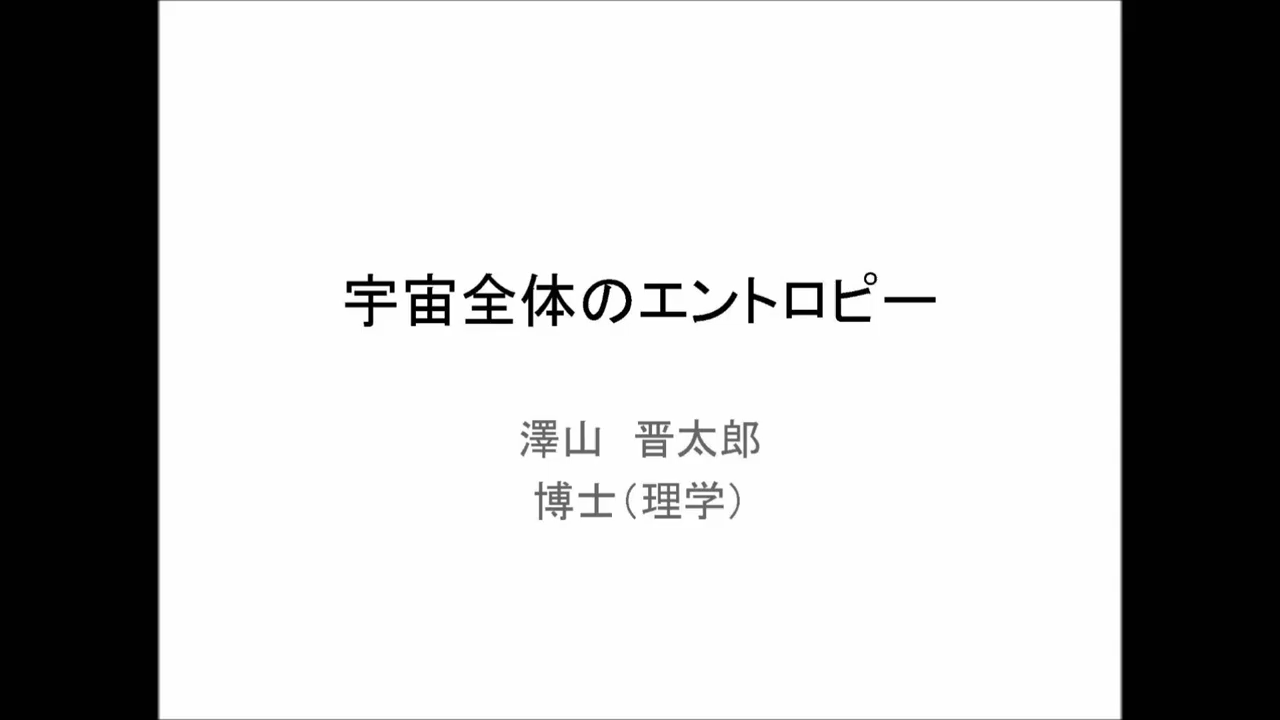 宇宙全体のエントロピー
澤山　晋太郎
博士（理学）